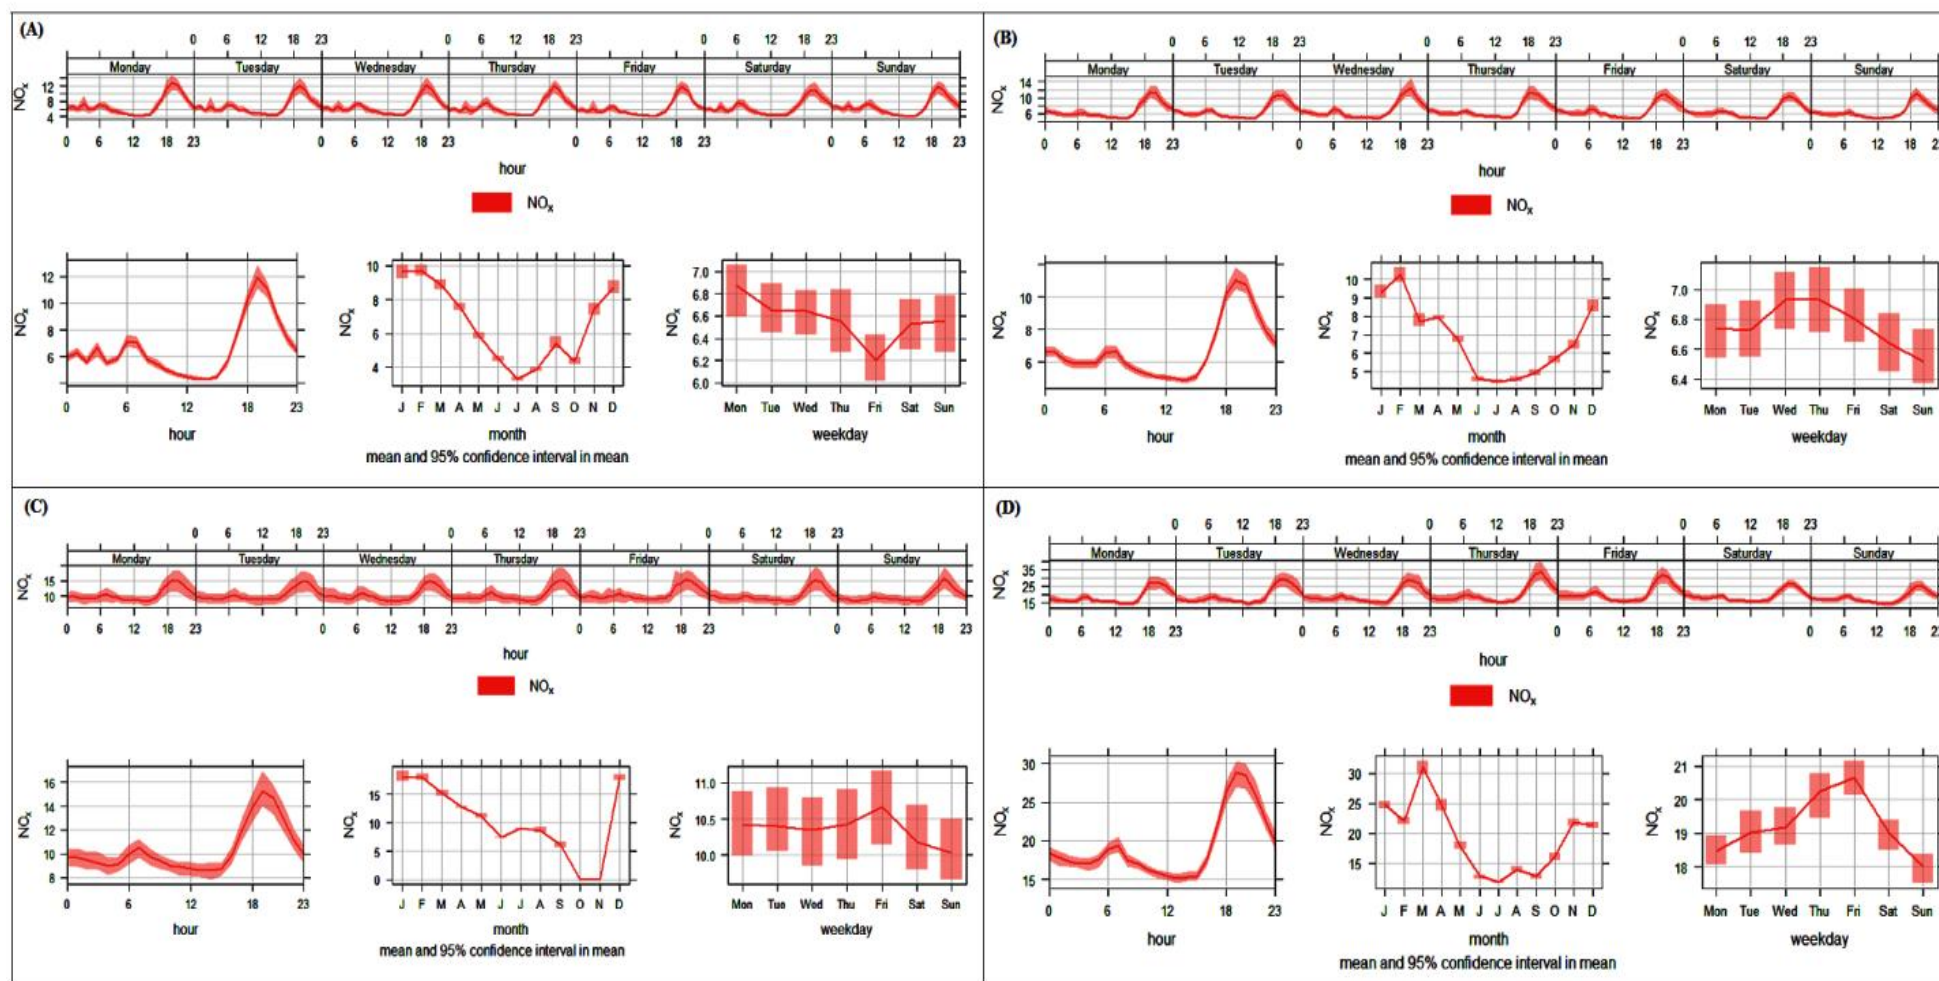 (A)
0 6 12 18 23 0 6 12 18 23 0 6 12 18 23
Monday Tuesday Wednesday Thursday Friday Saturday Sunday
NOx
12
8
4
0 6 12 18 23 0 6 12 18 23 0 6 12 18 23 0 6 12 18 23
hour
NOx
NOx
12
10
8
6
0 6 12 18 23
hour
NOx
10
8
6
4
J F M A M J J A S O N D
month
NOx
7.0
6.8
6.6
6.4
6.2
6.0
Mon Tue Wed Thu Fri Sat Sun
weekday
mean and 95% confidence interval in mean
(B)
0 6 12 18 23 0 6 12 18 23 0 6 12 18 23
Monday Tuesday Wednesday Thursday Friday Saturday Sunday
NOx
14
10
6
0 6 12 18 23 0 6 12 18 23 0 6 12 18 23 0 6 12 18
hour
NOx
NOx
10
8
6
0 6 12 18 23
hour
NOx
10
9
8
7
6
5
J F M A M J J A S O N D
month
NOx
7.0
6.8
6.6
6.4
Mon Tue Wed Thu Fri Sat Sun
weekday
mean and 95% confidence interval in mean
(C)
0 6 12 18 23 0 6 12 18 23 0 6 12 18 23
Monday Tuesday Wednesday Thursday Friday Saturday Sunday
NOx
15
10
0 6 12 18 23 0 6 12 18 23 0 6 12 18 23 0 6 12 18 23
hour
NOx
NOx
16
14
12
10
8
0 6 12 18 23
hour
NOx
15
10
5
0
J F M A M J J A S O N D
month
NOx
11.0
10.5
10.0
Mon Tue Wed Thu Fri Sat Sun
weekday
mean and 95% confidence interval in mean
(D)
0 6 12 18 23 0 6 12 18 23 0 6 12 18 23
Monday Tuesday Wednesday Thursday Friday Saturday Sunday
NOx
35
25
15
0 6 12 18 23 0 6 12 18 23 0 6 12 18 23 0 6 12 18
hour
NOx
NOx
30
25
20
15
0 6 12 18 23
hour
NOx
30
25
20
15
J F M A M J J A S O N D
month
NOx
21
20
19
18
Mon Tue Wed Thu Fri Sat Sun
weekday
mean and 95% confidence interval in mean